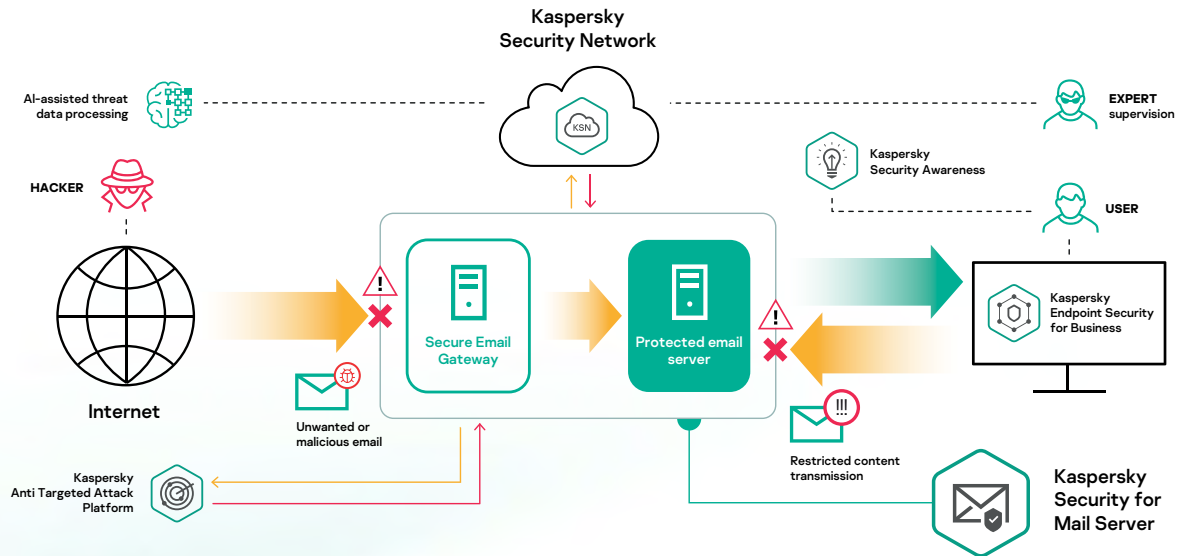 Kaspersky
Security Network
AI-assisted threat
data processing
KSN
EXPERT
supervision
HACKER
Kaspersky
Security Awareness
USER
!
!
Secure Email
Gateway
Protected email
server
Kaspersky
Endpoint Security
for Business
Internet
Unwanted or
malicious email
!!!
Restricted content
transmission
Kaspersky
Anti Targeted Attack
Platform
Kaspersky
Security for
Mail Server